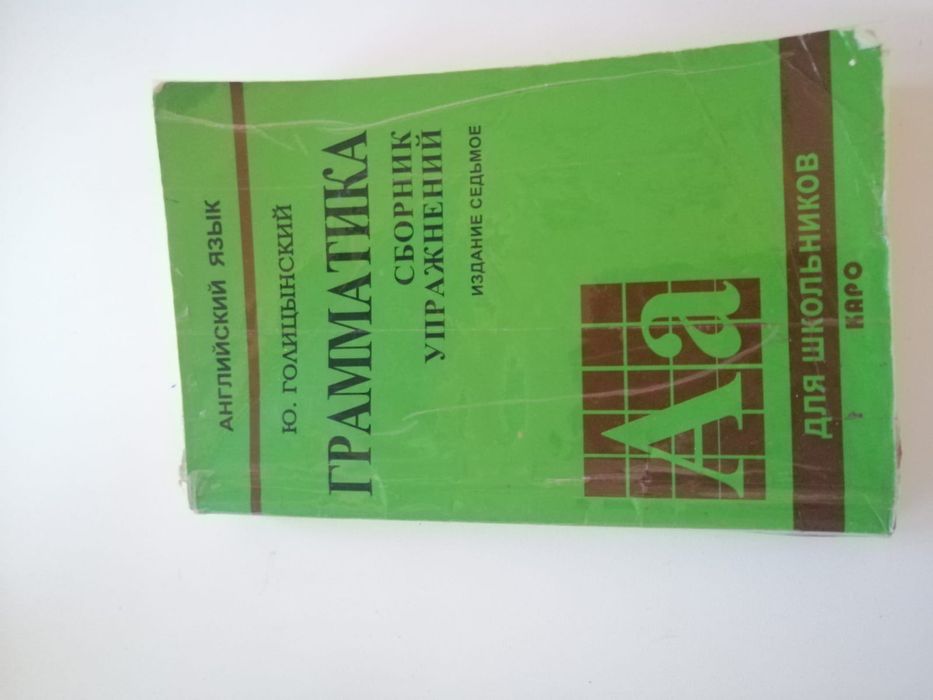 АНГЛИЙСКИЙ ЯЗЫК
Ю. ГОЛИЦЫНСКИЙ
ГРАММАТИКА
СБОРНИК
УПРАЖНЕНИЙ
ИЗДАНИЕ СЕДЬМОЕ
Aa
ДЛЯ ШКОЛЬНИКОВ
КАРО